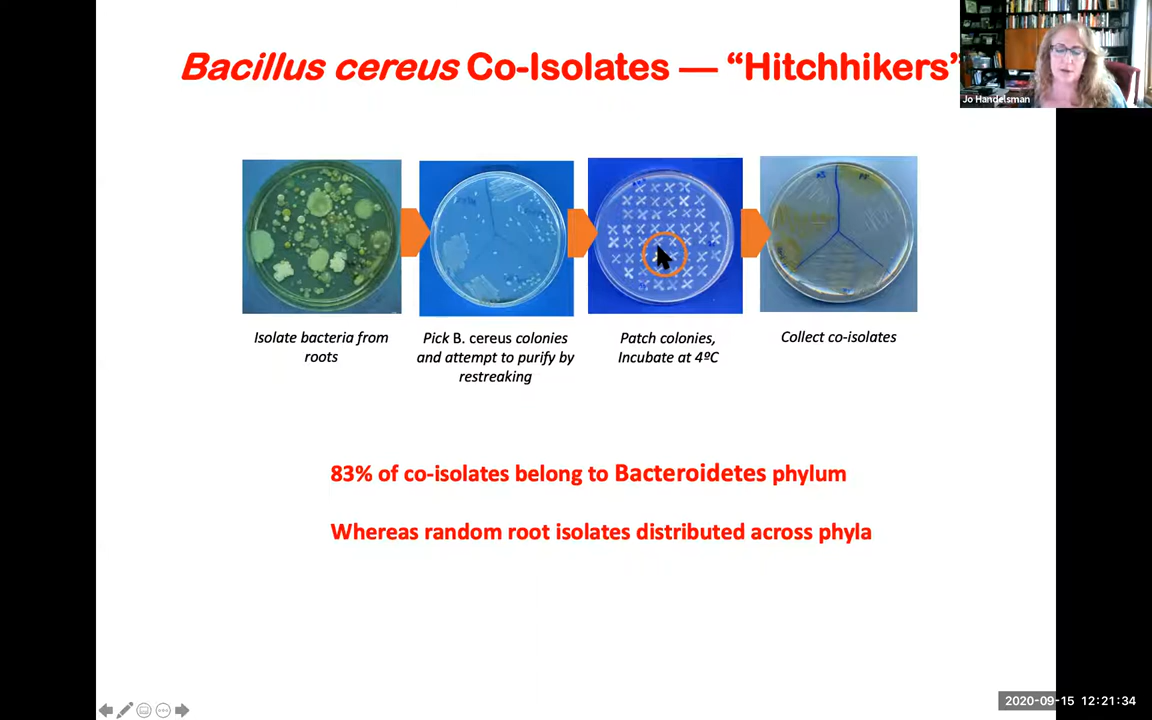 Bacillus cereus Co-Isolates — “Hitchhikers”
Jo Handelsman
Isolate bacteria from
roots
Pick B. cereus colonies
and attempt to purify by
restreaking
Patch colonies,
Incubate at 4ºC
Collect co-isolates
83% of co-isolates belong to Bacteroidetes phylum
Whereas random root isolates distributed across phyla
2020-09-15 12:21:34